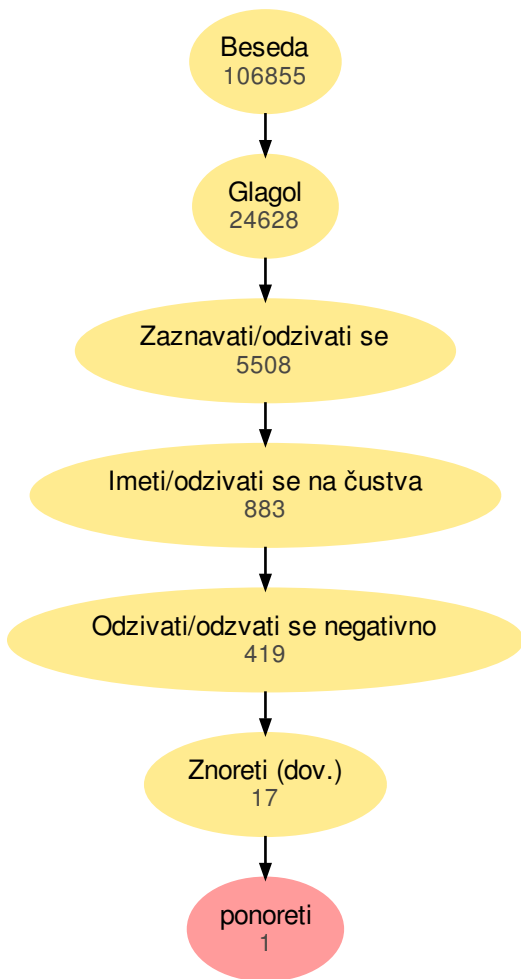 Beseda
106855
Glagol
24628
Zaznavati/odzivati se
5508
Imeti/odzivati se na čustva
883
Odzivati/odzvati se negativno
419
Znoreti (dov.)
17
ponoreti
1